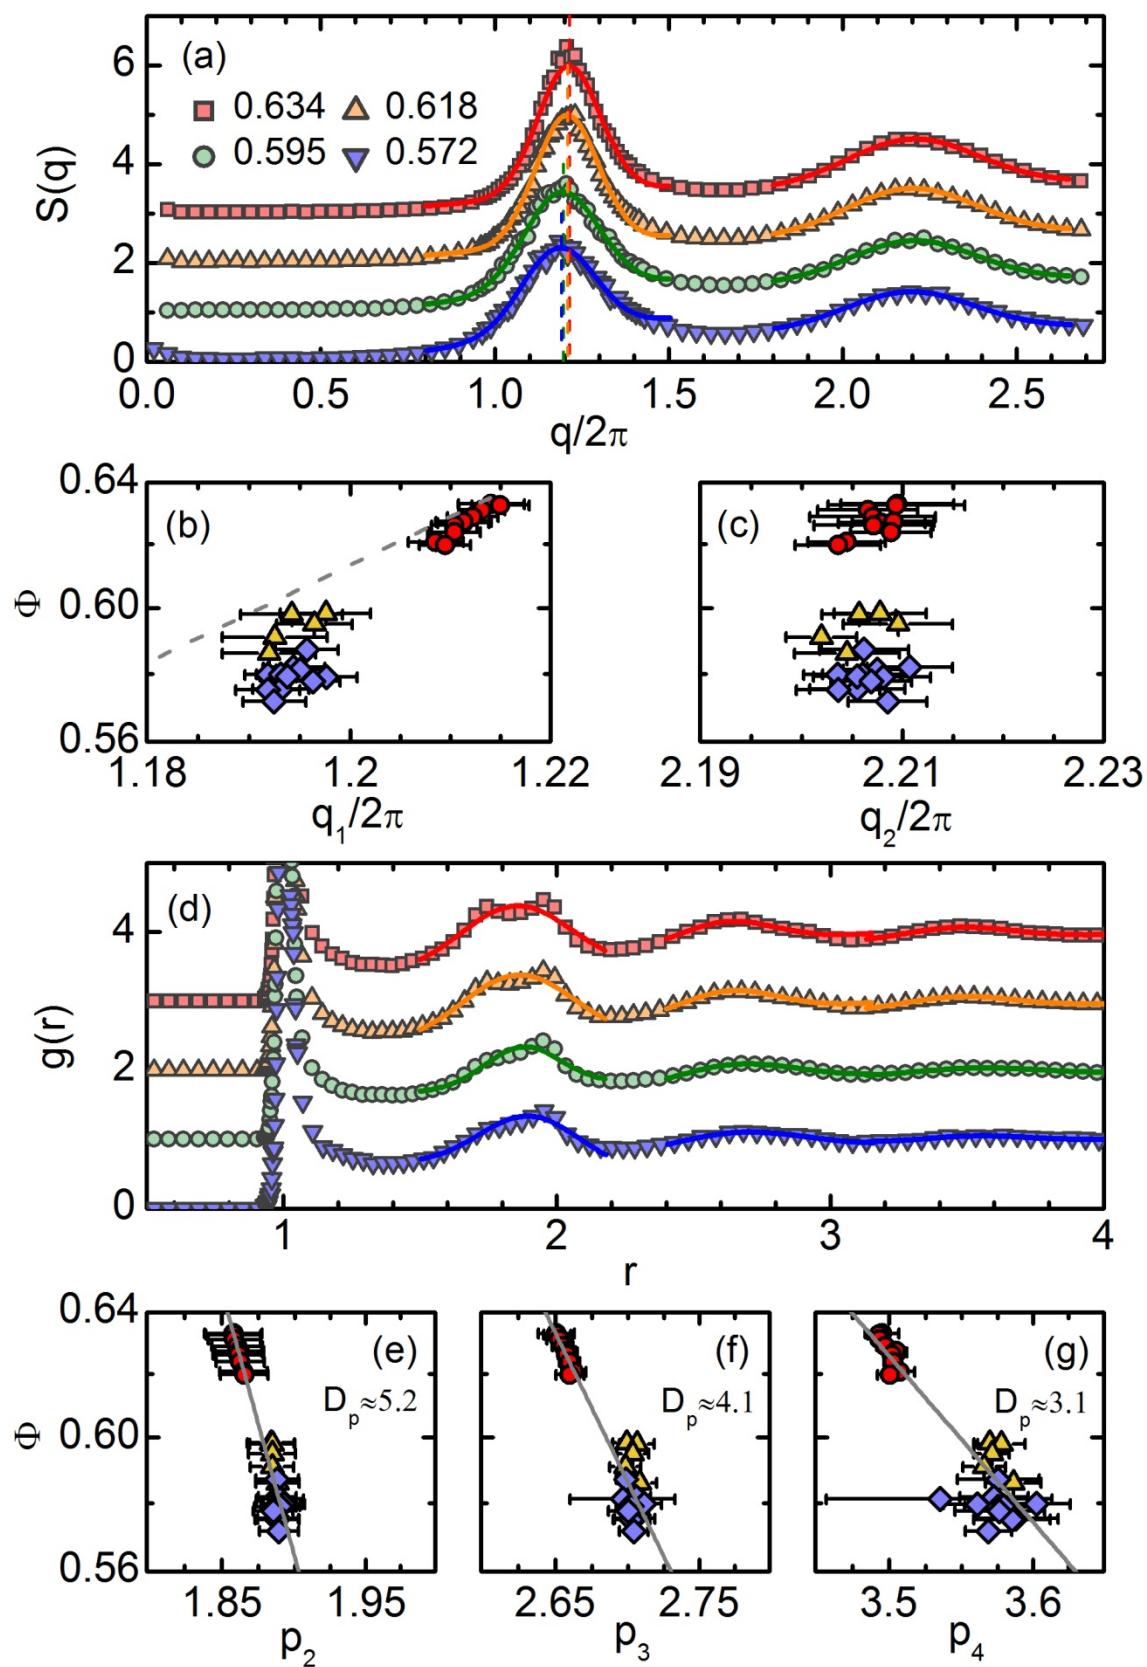 (a)
0.634 0.618
0.595 0.572
S(q)
6
4
2
0
0.0 0.5 1.0 1.5 2.0 2.5
q/2π
(b)
Φ
0.64
0.60
0.56
1.18 1.2 1.22
q₁/2π
(c)
2.19 2.21 2.23
q₂/2π
(d)
g(r)
4
2
0
1 2 3 4
r
(e)
D_p≈5.2
Φ
0.64
0.60
0.56
1.85 1.95
p₂
(f)
D_p≈4.1
2.65 2.75
p₃
(g)
D_p≈3.1
3.5 3.6
p₄